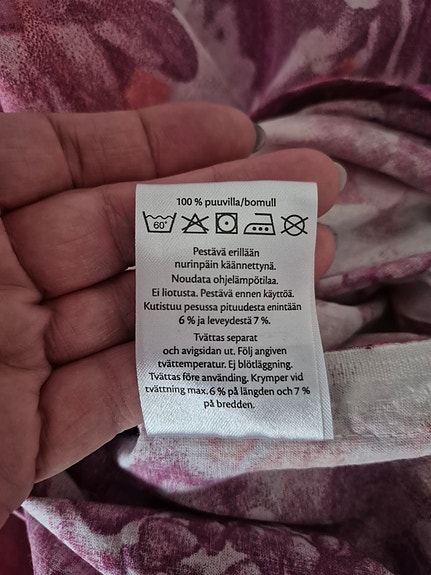 100 % puuvilla/bomull
60°
Pestävä erillään
nurinpäin käännettynä.
Noudata ohjelämpötilaa.
Ei liotusta. Pestävä ennen käyttöä.
Kutistuu pesussa pituudesta enintään
6 % ja leveydestä 7 %.
Tvättas separat
och avigsidan ut. Följ angiven
tvättemperatur. Ej blötläggning.
Tvättas före användning. Krymper vid
tvättning max. 6 % på längden och 7 %
på bredden.